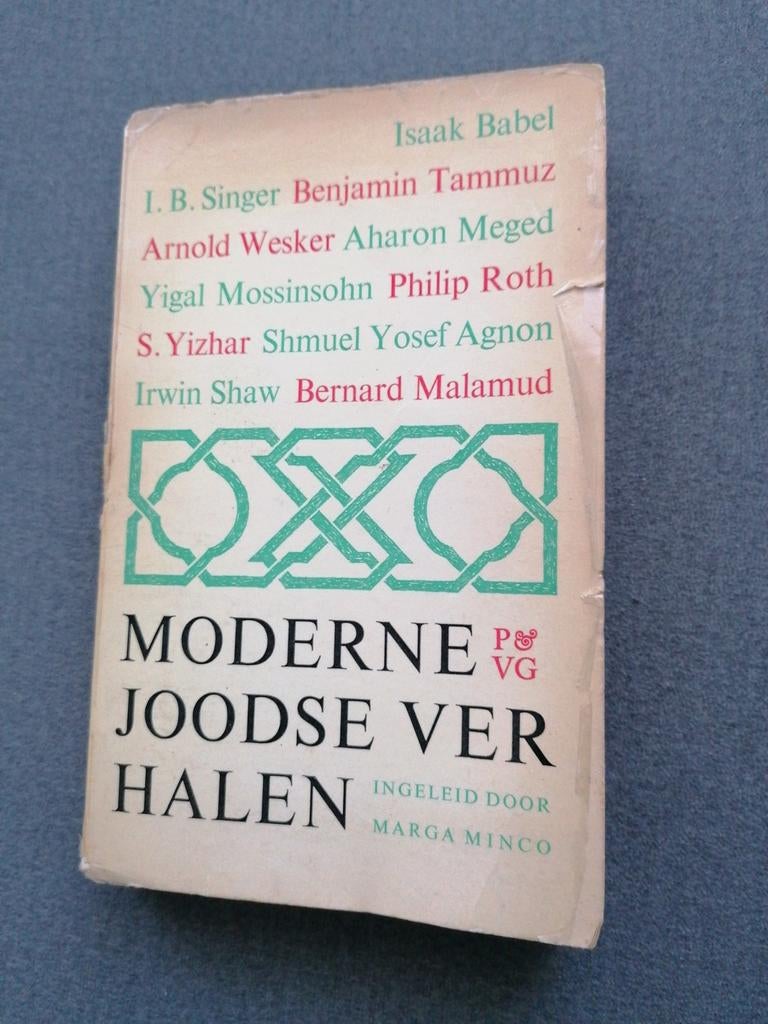 Isaak Babel
I. B. Singer Benjamin Tammuz
Arnold Wesker Aharon Meged
Yigal Mossinsohn Philip Roth
S. Yizhar Shmuel Yosef Agnon
Irwin Shaw Bernard Malamud
MODERNE P&
VG
JOODSE VER
HALEN INGELEID DOOR
MARGA MINCO